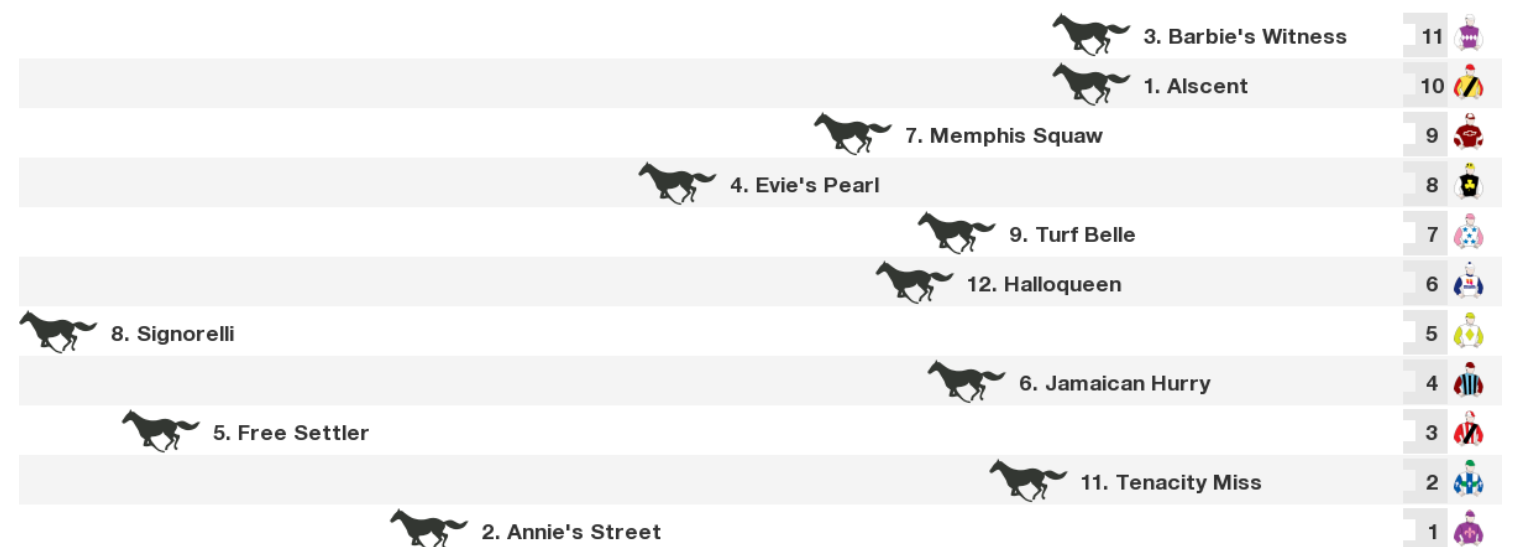 3. Barbie's Witness 11
1. Alscent 10
7. Memphis Squaw 9
4. Evie's Pearl 8
9. Turf Belle 7
12. Halloqueen 6
8. Signorelli 5
6. Jamaican Hurry 4
5. Free Settler 3
11. Tenacity Miss 2
2. Annie's Street 1